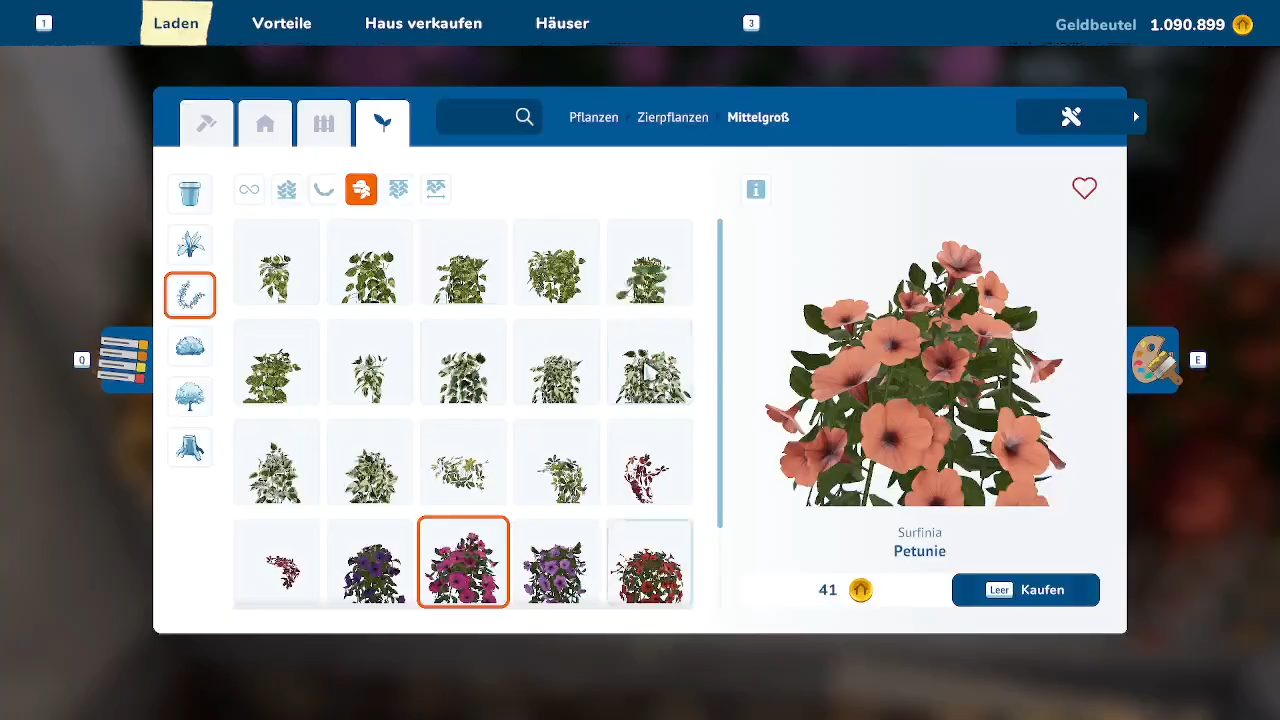 1
Laden
Vorteile
Haus verkaufen
Häuser
3
Geldbeutel 1.090.899
Pflanzen Zierpflanzen Mittelgroß
Q
E
Surfinia
Petunie
41
Leer Kaufen